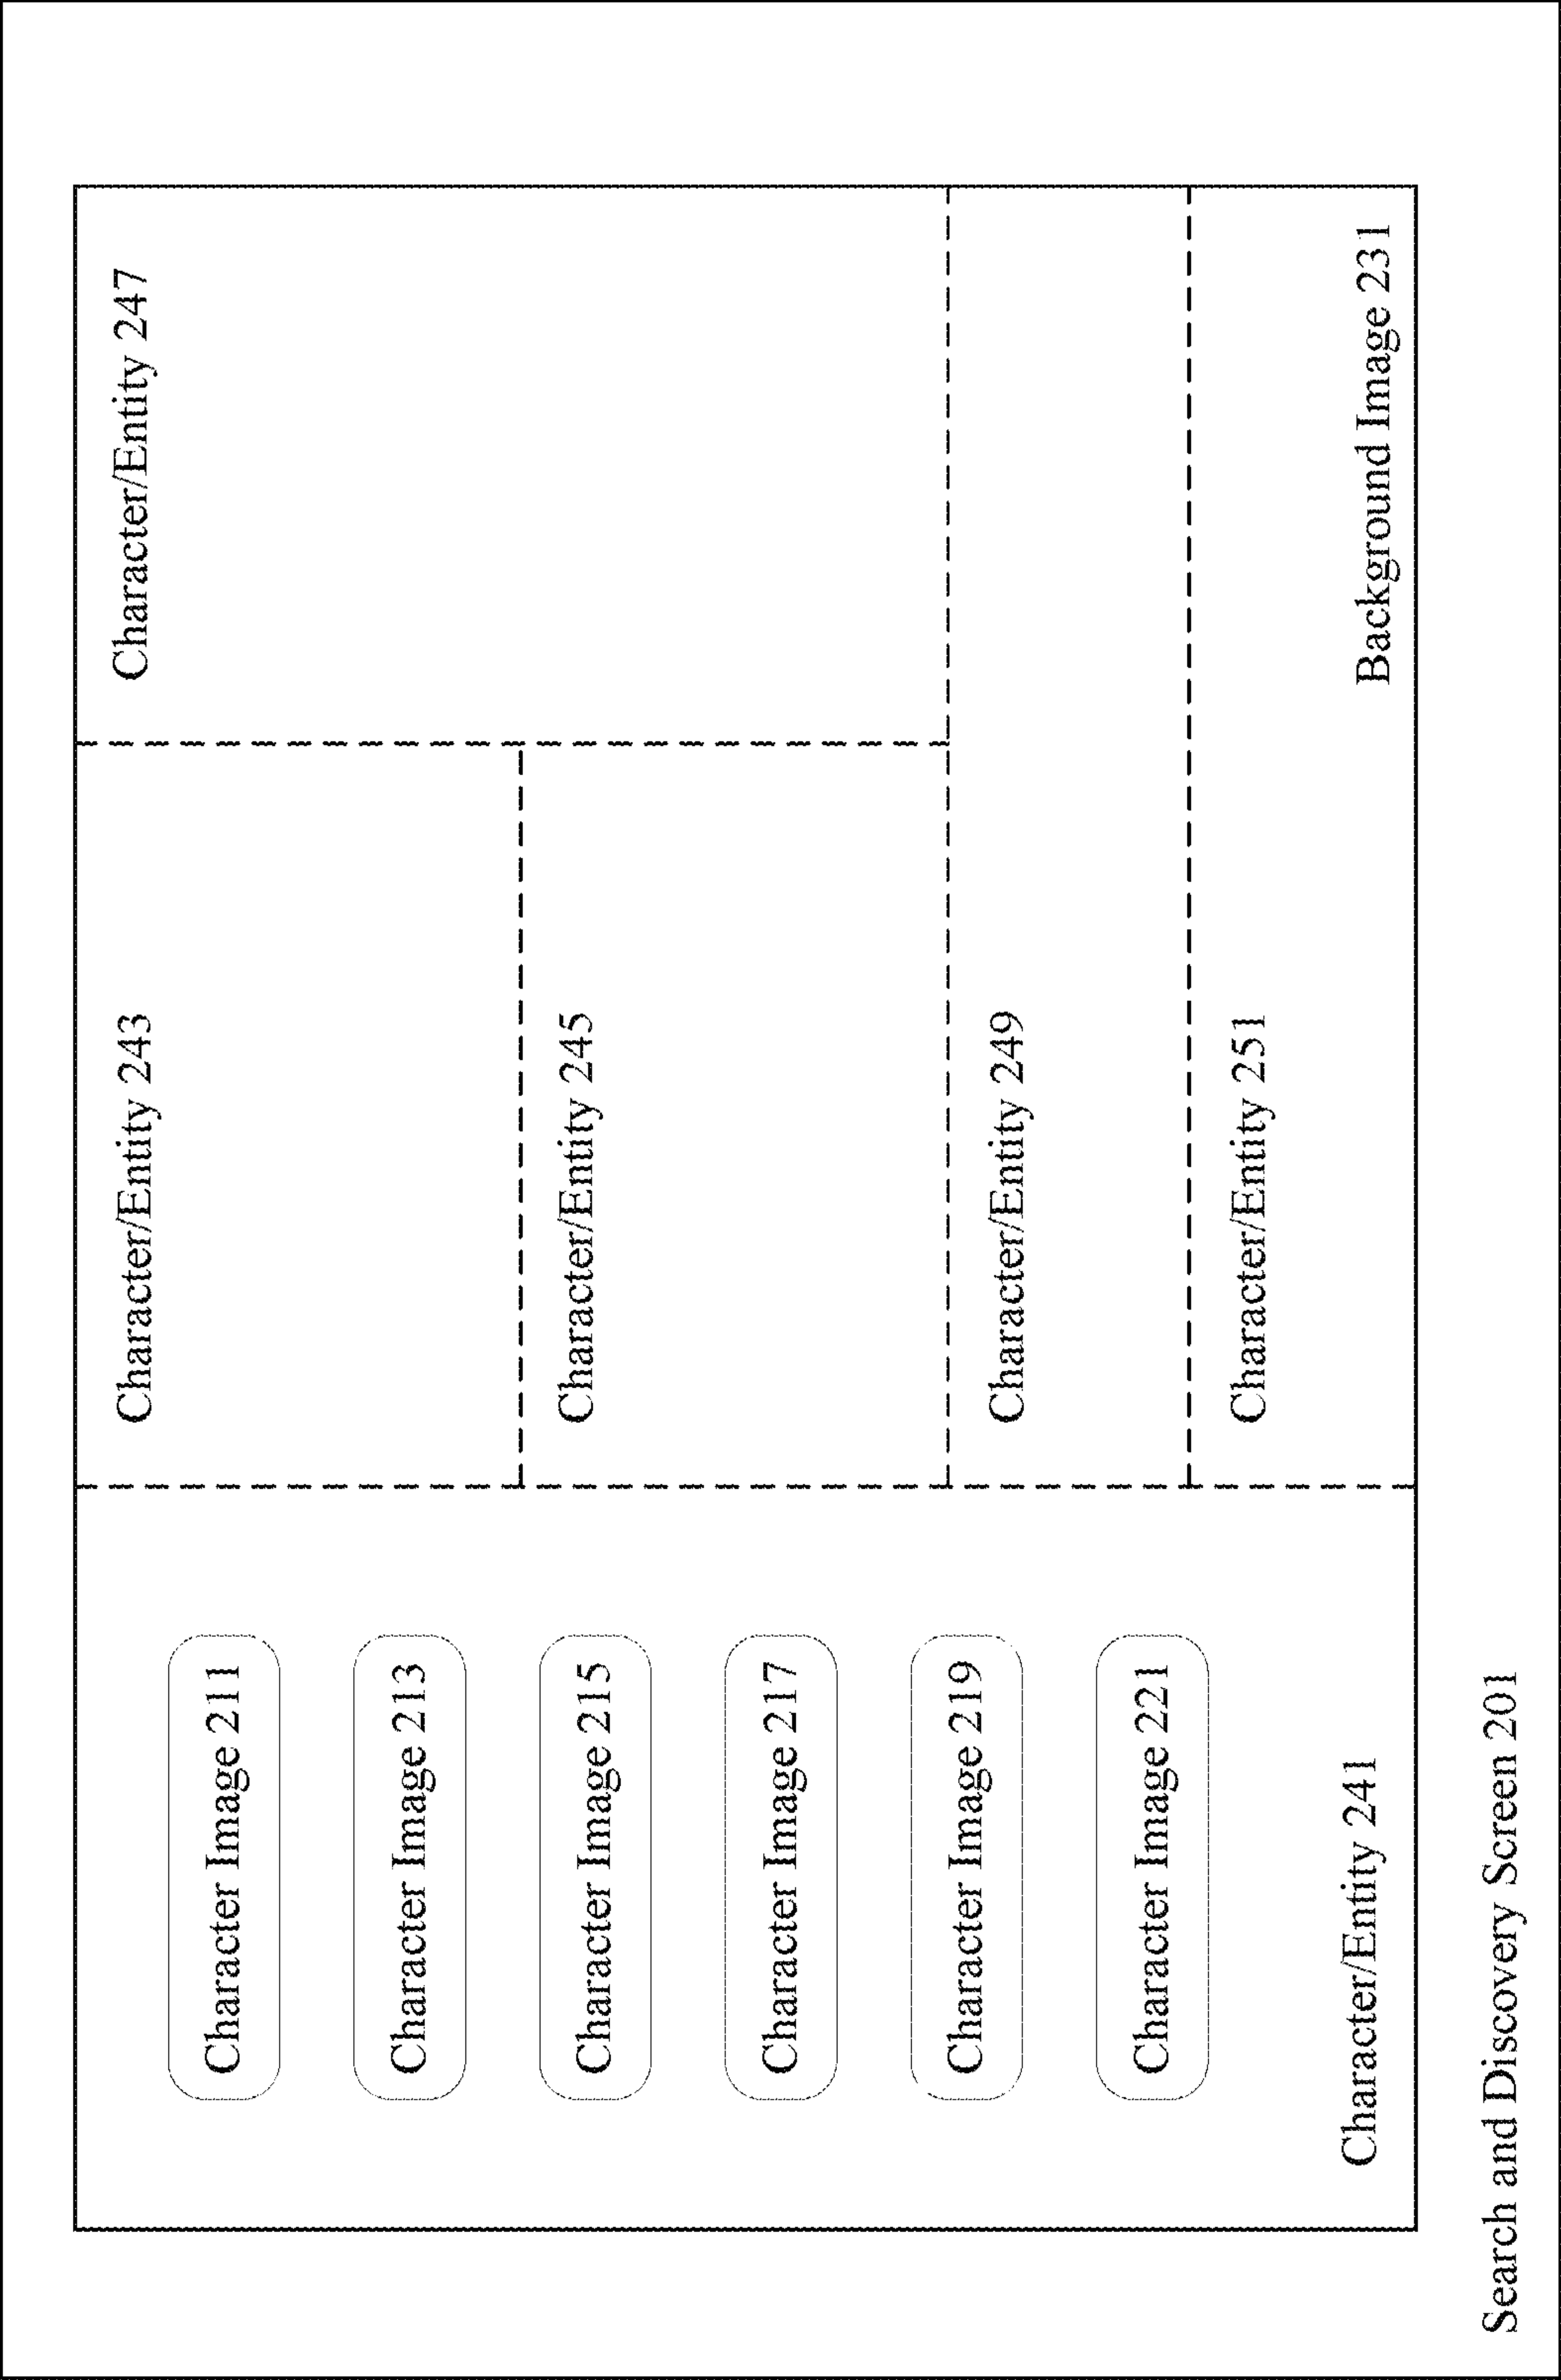 Character Image 211
Character Image 213
Character Image 215
Character Image 217
Character Image 219
Character Image 221
Character/Entity 241
Character/Entity 243
Character/Entity 245
Character/Entity 247
Character/Entity 249
Character/Entity 251
Background Image 231
Search and Discovery Screen 201